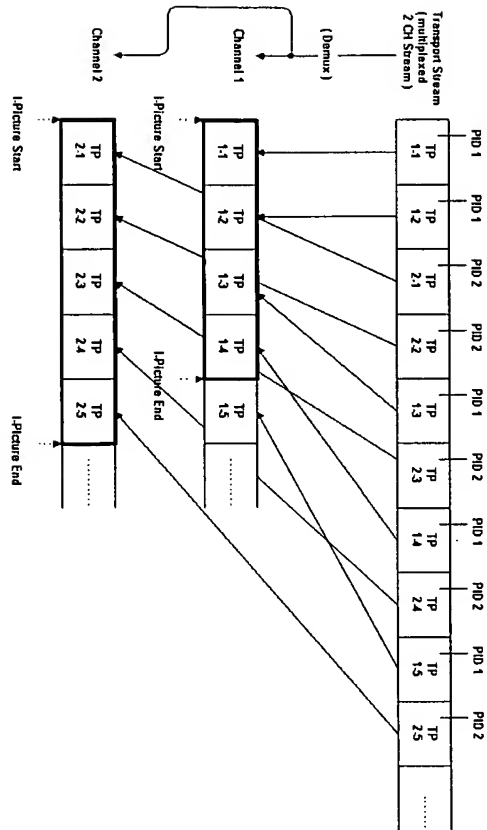 PID 1 PID 1 PID 2 PID 2 PID 1 PID 2 PID 1 PID 2 PID 1 PID 2
Transport Stream
( multiplexed
2 CH Stream )
TP TP TP TP TP TP TP TP TP TP
1-1 1-2 2-1 2-2 1-3 2-3 1-4 2-4 1-5 2-5 ........
( Demux )
Channel 1
TP TP TP TP TP
1-1 1-2 1-3 1-4 1-5 ........
I-Picture Start
I-Picture End
Channel 2
TP TP TP TP TP
2-1 2-2 2-3 2-4 2-5 ........
I-Picture Start
I-Picture End